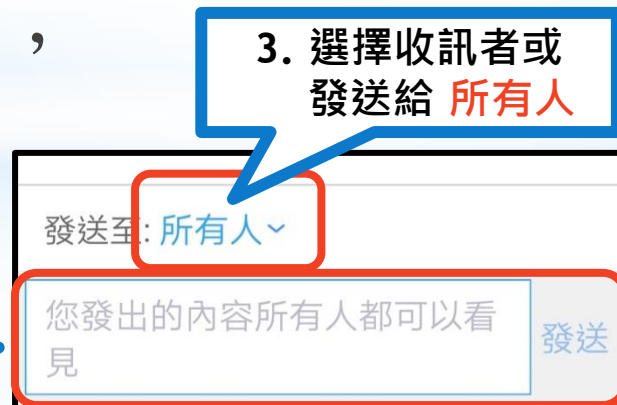 ，
3. 選擇收訊者或
發送給 所有人
發送至: 所有人
您發出的內容所有人都可以看
見
發送